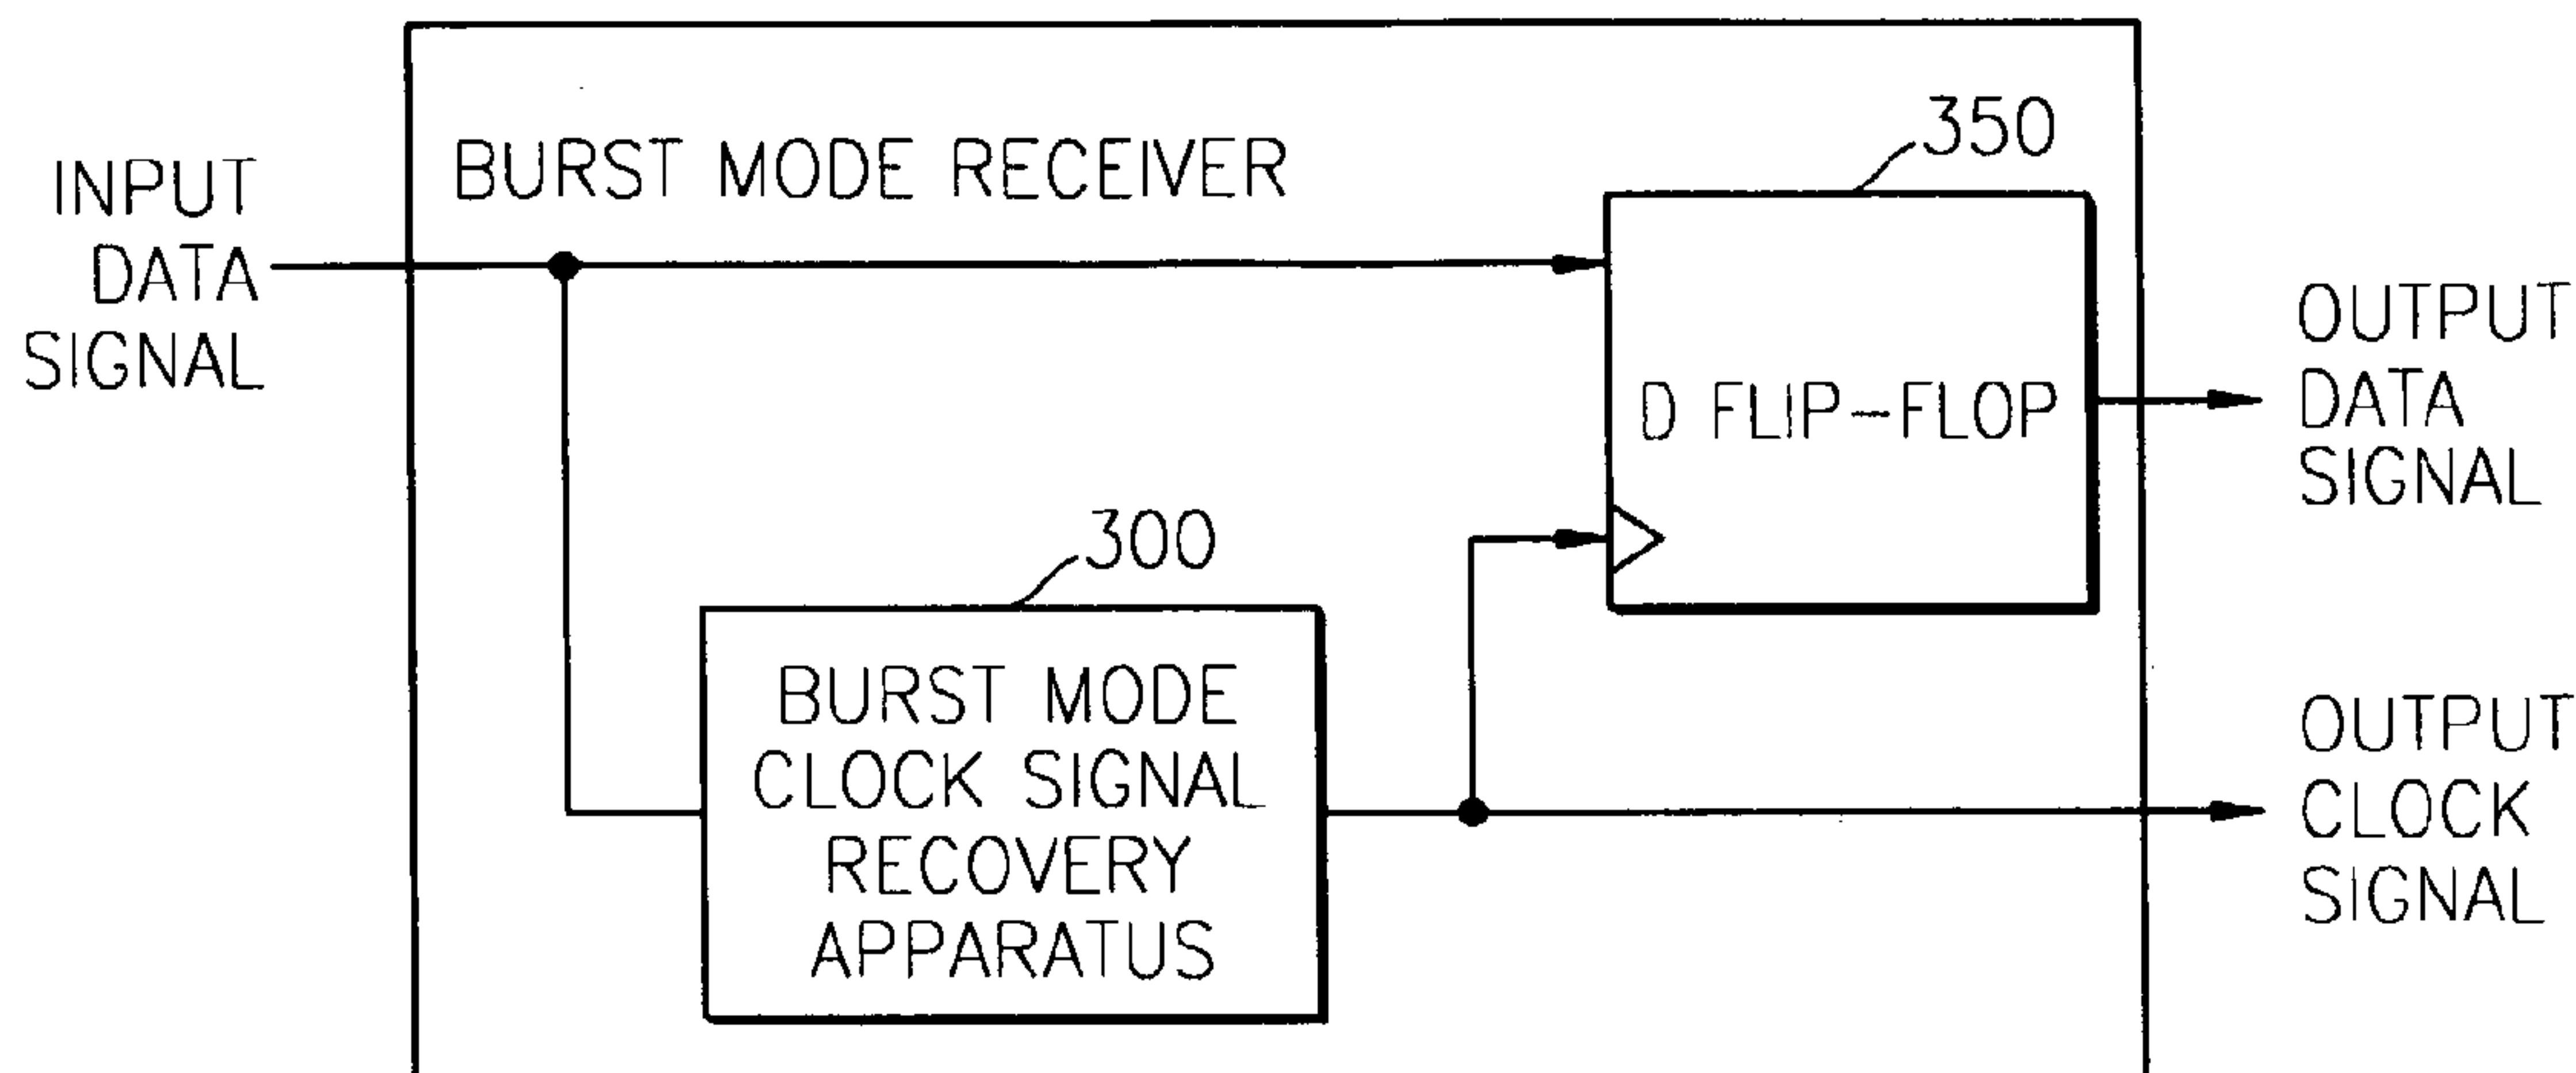 BURST MODE RECEIVER
INPUT
DATA
SIGNAL
350
D FLIP-FLOP
OUTPUT
DATA
SIGNAL
300
BURST MODE
CLOCK SIGNAL
RECOVERY
APPARATUS
OUTPUT
CLOCK
SIGNAL